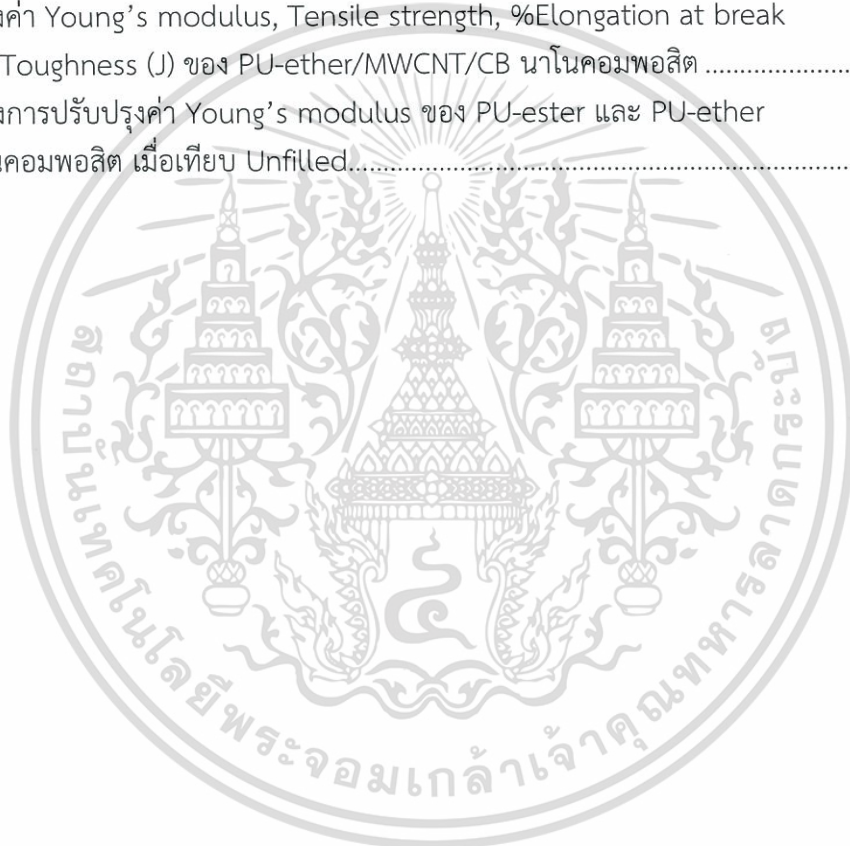 งค่า Young's modulus, Tensile strength, %Elongation at break
Toughness (J) ของ PU-ether/MWCNT/CB นาโนคอมพอสิต ......................
งการปรับปรุงค่า Young's modulus ของ PU-ester และ PU-ether
นคอมพอสิต เมื่อเทียบ Unfilled..............................................................................
สถาบันเทคโนโลยีพระจอมเกล้าเจ้าคุณทหารลาดกระบัง